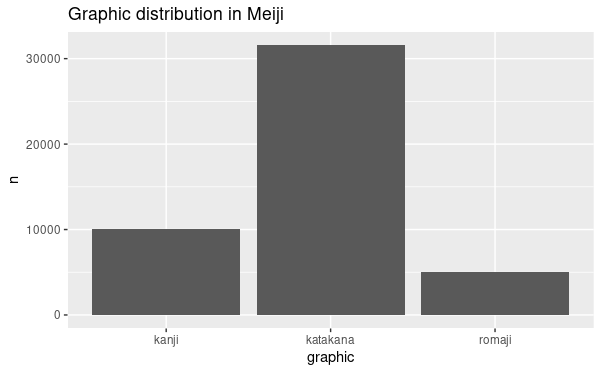 Graphic distribution in Meiji
30000
20000
10000
0
n
kanji katakana romaji
graphic